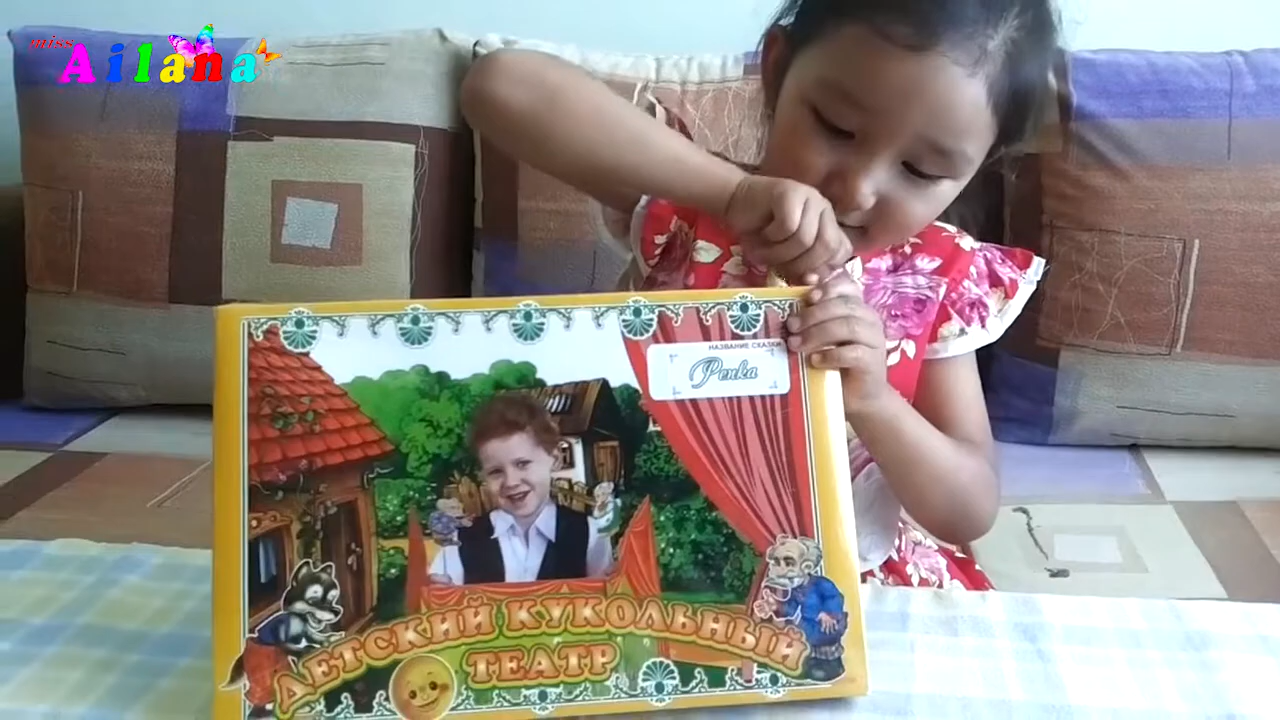 miss
Ailana
НАЗВАНИЕ СКАЗКИ
Репка
ДЕТСКИЙ КУКОЛЬНЫЙ
ТЕАТР